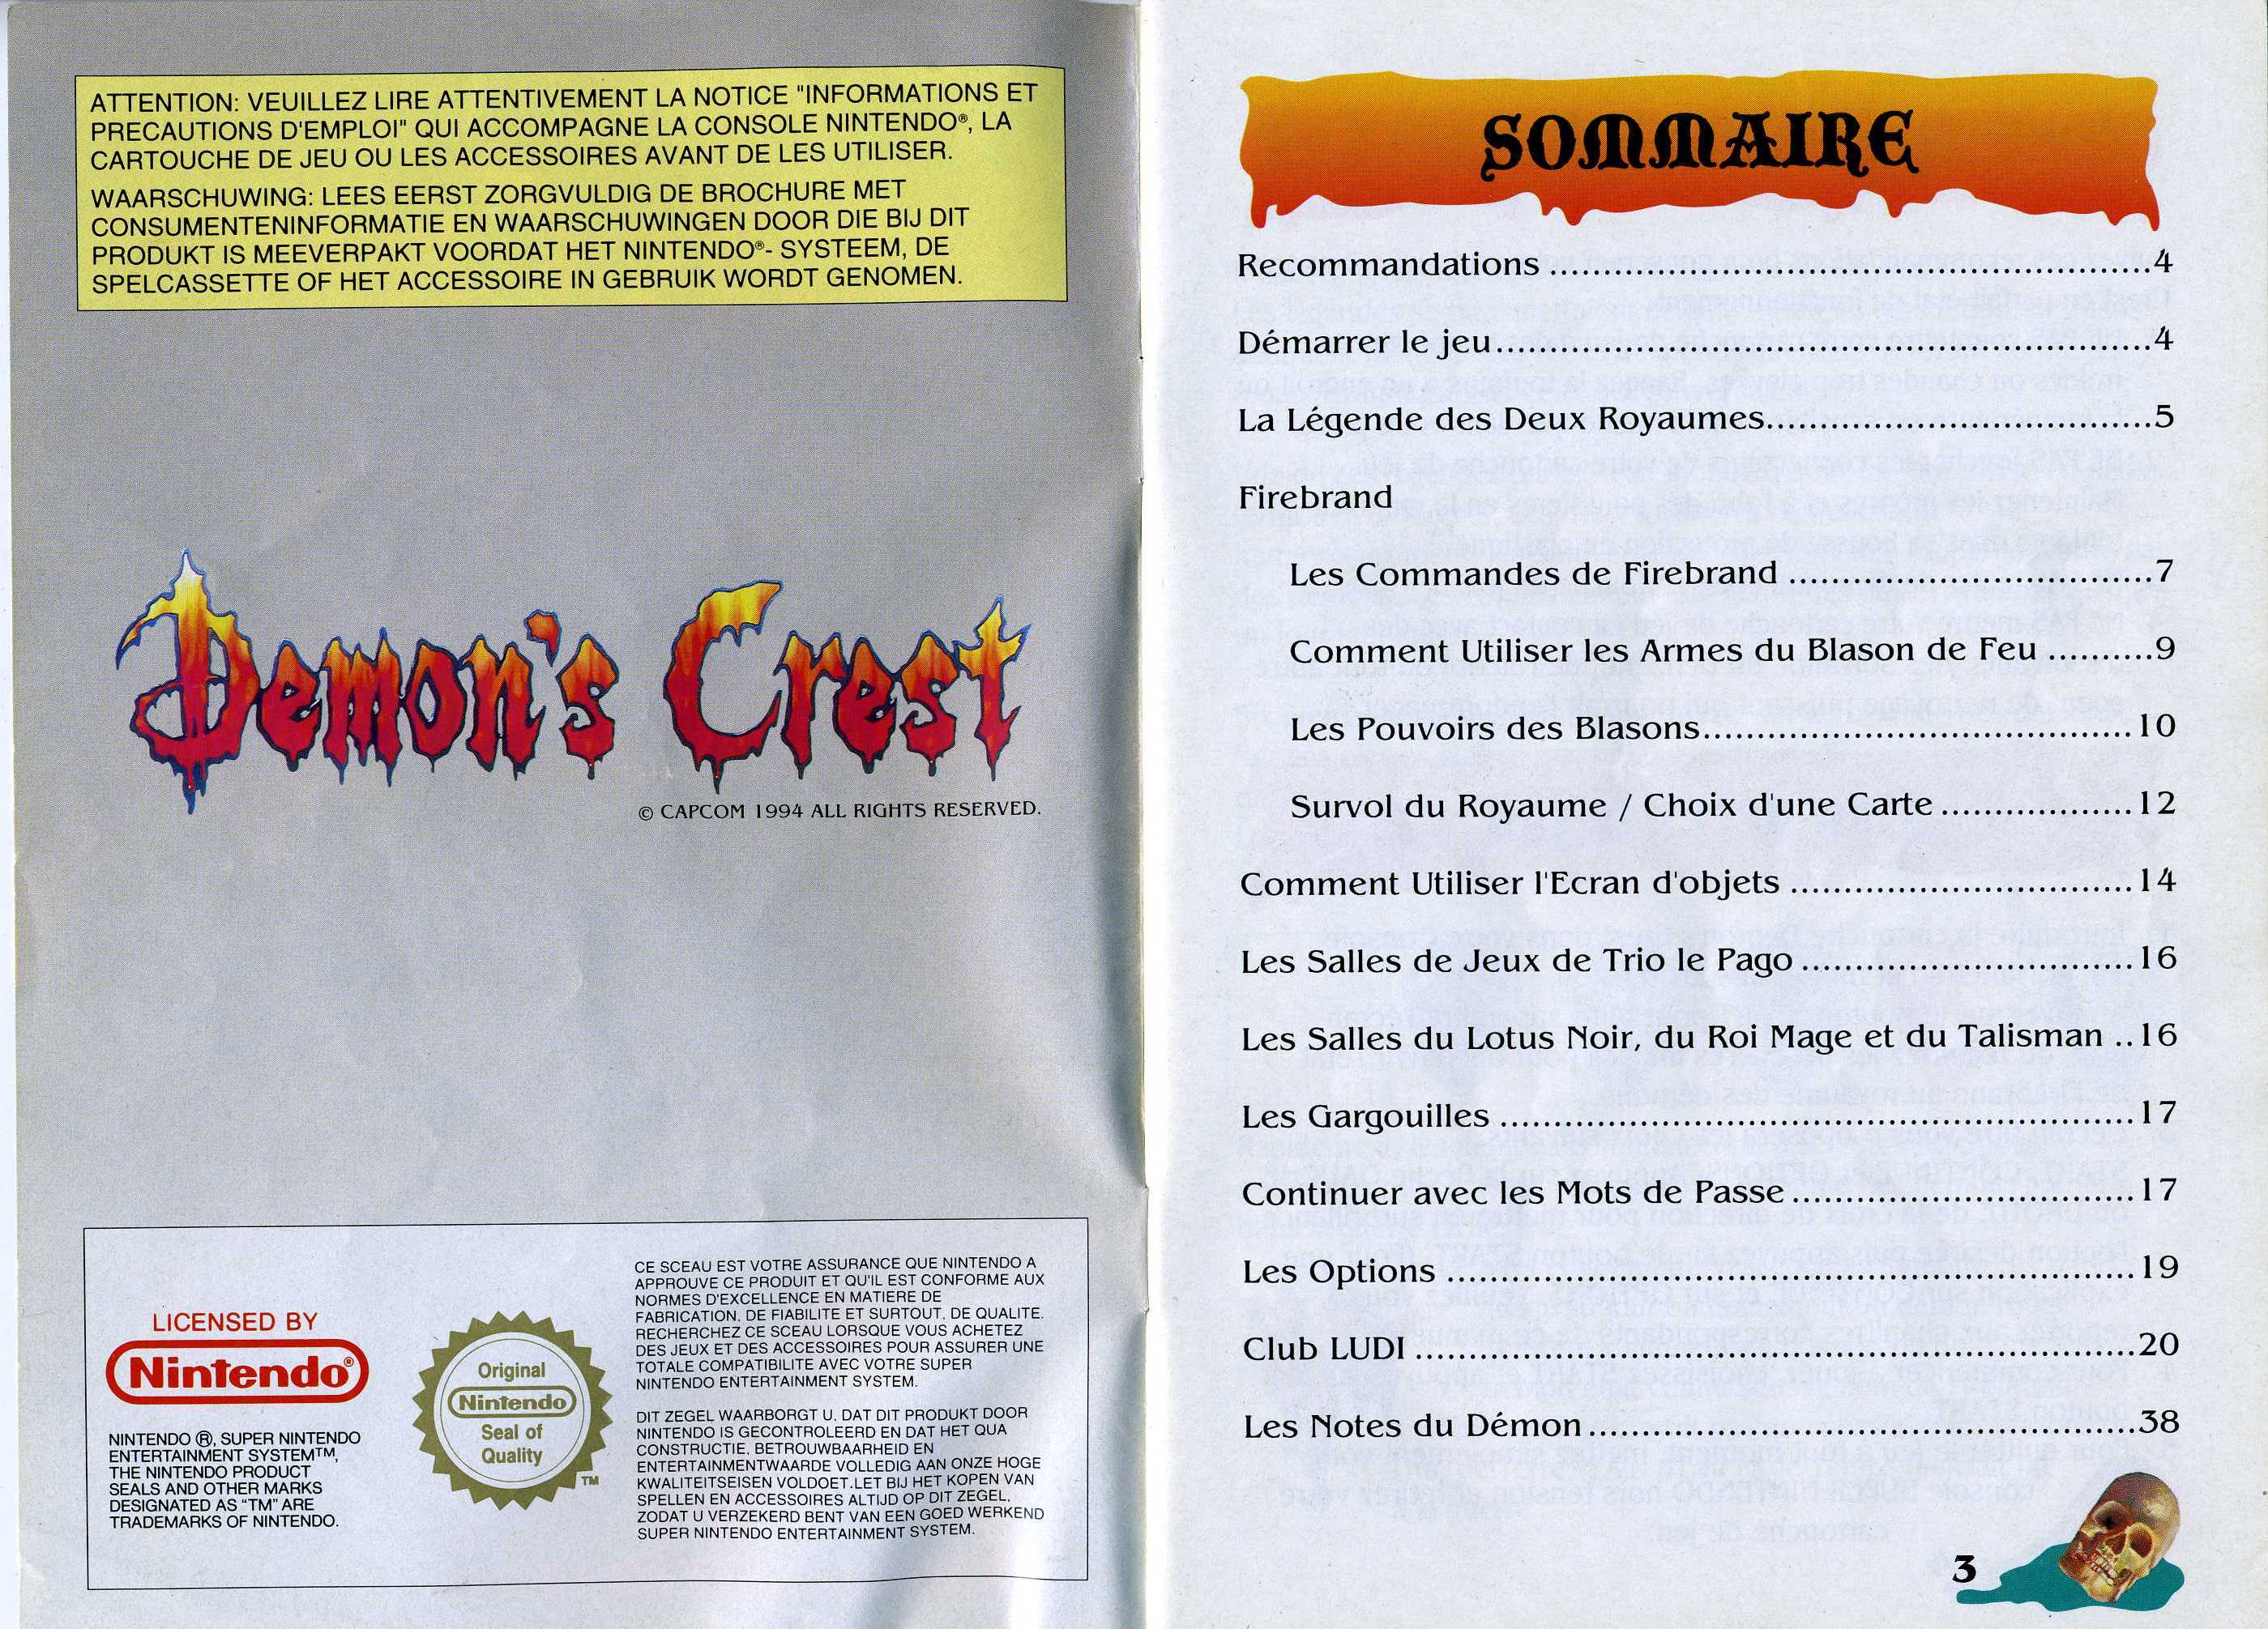 ATTENTION: VEUILLEZ LIRE ATTENTIVEMENT LA NOTICE "INFORMATIONS ET
PRECAUTIONS D'EMPLOI" QUI ACCOMPAGNE LA CONSOLE NINTENDO®, LA
CARTOUCHE DE JEU OU LES ACCESSOIRES AVANT DE LES UTILISER.
WAARSCHUWING: LEES EERST ZORGVULDIG DE BROCHURE MET
CONSUMENTENINFORMATIE EN WAARSCHUWINGEN DOOR DIE BIJ DIT
PRODUKT IS MEEVERPAKT VOORDAT HET NINTENDO®- SYSTEEM, DE
SPELCASSETTE OF HET ACCESSOIRE IN GEBRUIK WORDT GENOMEN.
Demon's Crest
© CAPCOM 1994 ALL RIGHTS RESERVED.
LICENSED BY
Nintendo®
NINTENDO ®, SUPER NINTENDO
ENTERTAINMENT SYSTEM™,
THE NINTENDO PRODUCT
SEALS AND OTHER MARKS
DESIGNATED AS "TM" ARE
TRADEMARKS OF NINTENDO.
Original
Nintendo
Seal of
Quality
TM
CE SCEAU EST VOTRE ASSURANCE QUE NINTENDO A
APPROUVE CE PRODUIT ET QU'IL EST CONFORME AUX
NORMES D'EXCELLENCE EN MATIERE DE
FABRICATION, DE FIABILITE ET SURTOUT, DE QUALITE.
RECHERCHEZ CE SCEAU LORSQUE VOUS ACHETEZ
DES JEUX ET DES ACCESSOIRES POUR ASSURER UNE
TOTALE COMPATIBILITE AVEC VOTRE SUPER
NINTENDO ENTERTAINMENT SYSTEM.
DIT ZEGEL WAARBORGT U, DAT DIT PRODUKT DOOR
NINTENDO IS GECONTROLEERD EN DAT HET QUA
CONSTRUCTIE, BETROUWBAARHEID EN
ENTERTAINMENTWAARDE VOLLEDIG AAN ONZE HOGE
KWALITEITSEISEN VOLDOET.LET BIJ HET KOPEN VAN
SPELLEN EN ACCESSOIRES ALTIJD OP DIT ZEGEL,
ZODAT U VERZEKERD BENT VAN EEN GOED WERKEND
SUPER NINTENDO ENTERTAINMENT SYSTEM.
SOMMAIRE
Recommandations ........................................................4
Démarrer le jeu.............................................................4
La Légende des Deux Royaumes....................................5
Firebrand
Les Commandes de Firebrand ..................................7
Comment Utiliser les Armes du Blason de Feu ..........9
Les Pouvoirs des Blasons........................................10
Survol du Royaume / Choix d'une Carte ..................12
Comment Utiliser l'Ecran d'objets ................................14
Les Salles de Jeux de Trio le Pago ...............................16
Les Salles du Lotus Noir, du Roi Mage et du Talisman ..16
Les Gargouilles ...........................................................17
Continuer avec les Mots de Passe ................................17
Les Options ................................................................19
Club LUDI ...................................................................20
Les Notes du Démon ...................................................38
3